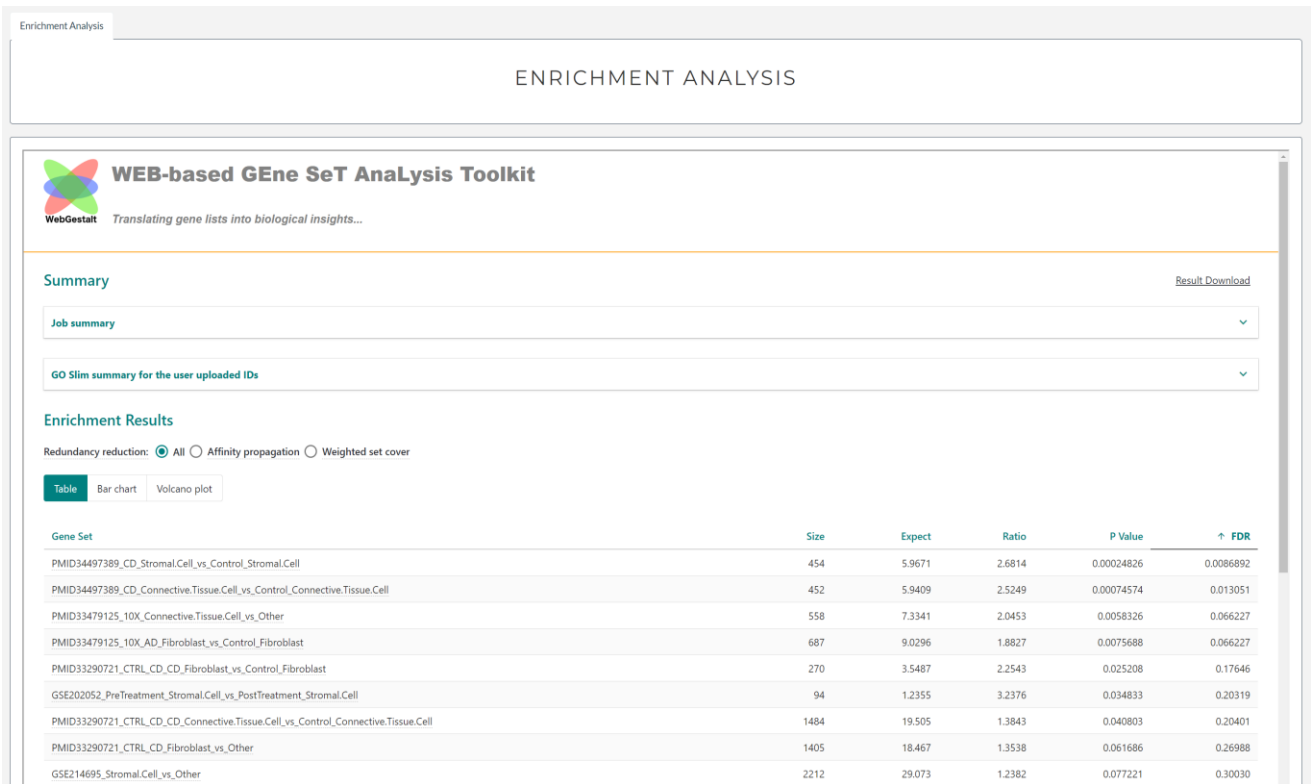 Enrichment Analysis
ENRICHMENT ANALYSIS
WEB-based GEne SeT AnaLysis Toolkit
WebGestalt Translating gene lists into biological insights...
Summary Result Download
Job summary
GO Slim summary for the user uploaded IDs
Enrichment Results
Redundancy reduction: All Affinity propagation Weighted set cover
Table Bar chart Volcano plot
Gene Set Size Expect Ratio P Value ↑ FDR
PMID34497389_CD_Stromal.Cell_vs_Control_Stromal.Cell 454 5.9671 2.6814 0.00024826 0.0086892
PMID34497389_CD_Connective.Tissue.Cell_vs_Control_Connective.Tissue.Cell 452 5.9409 2.5249 0.00074574 0.013051
PMID33479125_10X_Connective.Tissue.Cell_vs_Other 558 7.3341 2.0453 0.0058326 0.066227
PMID33479125_10X_AD_Fibroblast_vs_Control_Fibroblast 687 9.0296 1.8827 0.0075688 0.066227
PMID33290721_CTRL_CD_CD_Fibroblast_vs_Control_Fibroblast 270 3.5487 2.2543 0.025208 0.17646
GSE202052_PreTreatment_Stromal.Cell_vs_PostTreatment_Stromal.Cell 94 1.2355 3.2376 0.034833 0.20319
PMID33290721_CTRL_CD_CD_Connective.Tissue.Cell_vs_Control_Connective.Tissue.Cell 1484 19.505 1.3843 0.040803 0.20401
PMID33290721_CTRL_CD_Fibroblast_vs_Other 1405 18.467 1.3538 0.061686 0.26988
GSE214695_Stromal.Cell_vs_Other 2212 29.073 1.2382 0.077221 0.30030